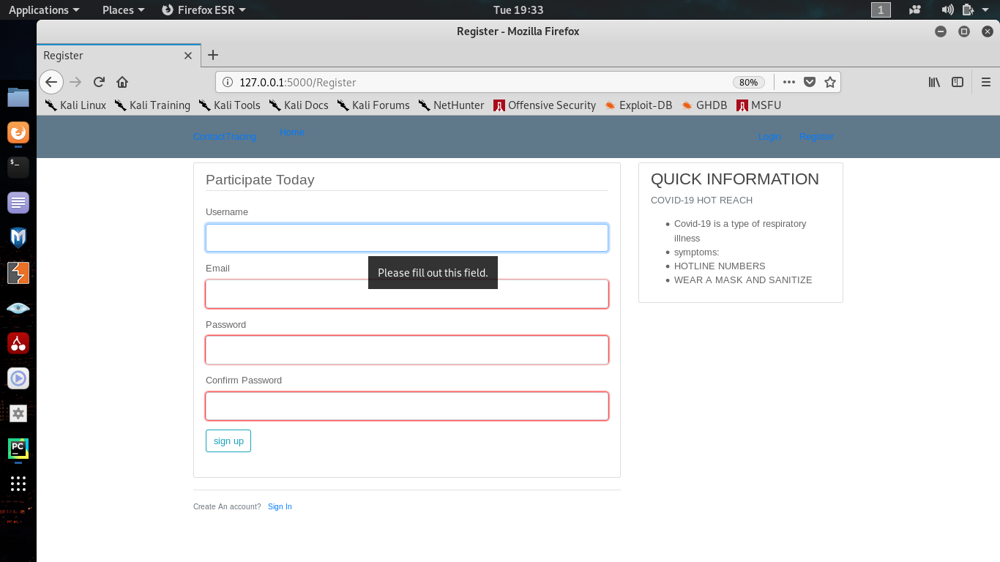 Applications Places Firefox ESR Tue 19:33 1
Register - Mozilla Firefox
Register
127.0.0.1:5000/Register 80%
Kali Linux Kali Training Kali Tools Kali Docs Kali Forums NetHunter Offensive Security Exploit-DB GHDB MSFU
ContactTracing Home Login Register
Participate Today
Username
Please fill out this field.
Email
Password
Confirm Password
sign up
Create An account? Sign In
QUICK INFORMATION
COVID-19 HOT REACH
Covid-19 is a type of respiratory
illness
symptoms:
HOTLINE NUMBERS
WEAR A MASK AND SANITIZE
$_
PC